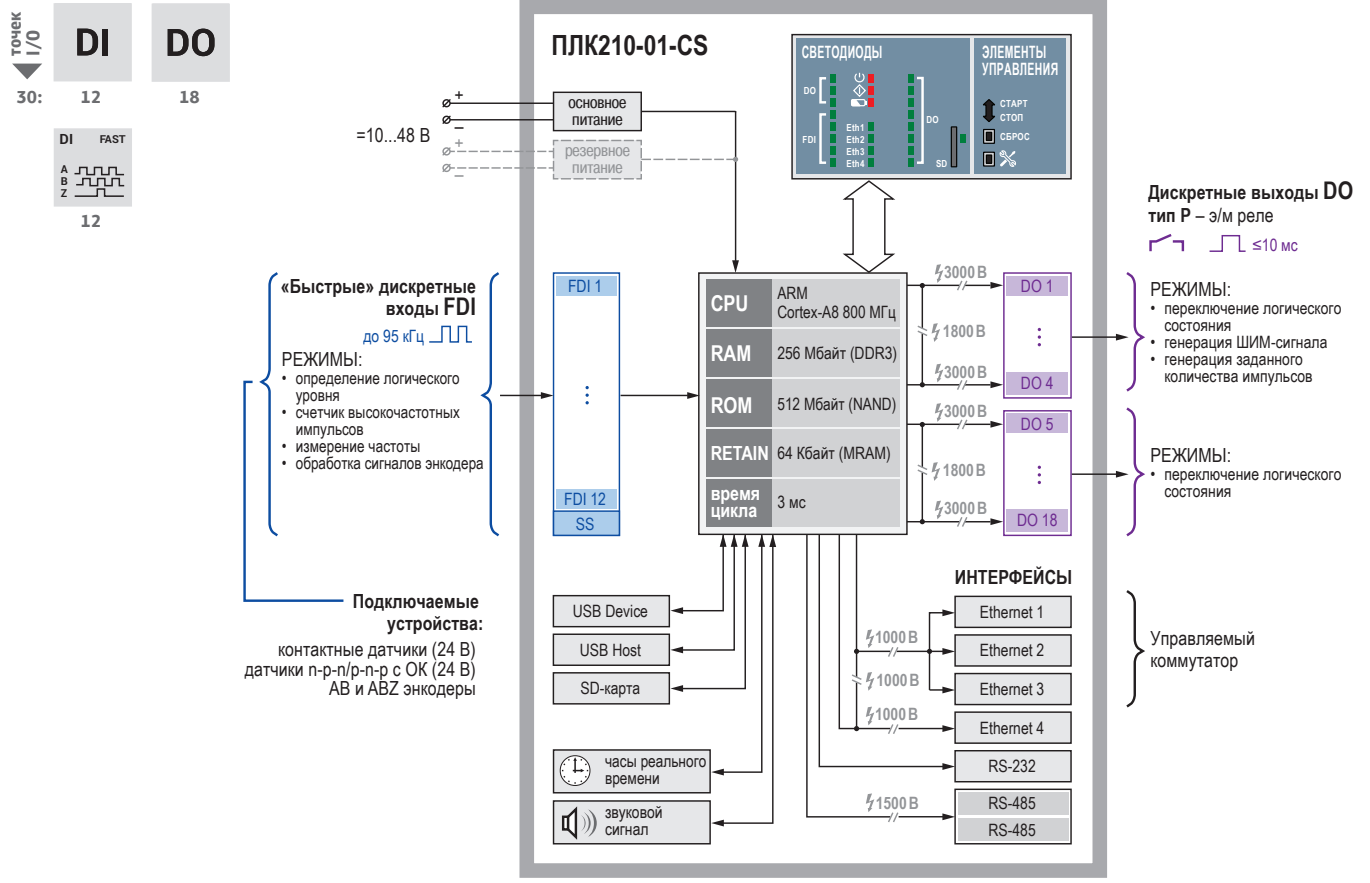 точек
I/O
DI
DO
30:
12
18
DI FAST
A
B
Z
12
ПЛК210-01-CS
+
–
=10...48 В
+
–
основное
питание
резервное
питание
СВЕТОДИОДЫ
DO
FDI
Eth1
Eth2
Eth3
Eth4
DO
SD
ЭЛЕМЕНТЫ
УПРАВЛЕНИЯ
СТАРТ
СТОП
СБРОС
Дискретные выходы DO
тип Р – э/м реле
≤10 мс
«Быстрые» дискретные
входы FDI
до 95 кГц
РЕЖИМЫ:
• определение логического
уровня
• счетчик высокочастотных
импульсов
• измерение частоты
• обработка сигналов энкодера
FDI 1
⋮
FDI 12
SS
CPU
ARM
Cortex-A8 800 МГц
RAM
256 Мбайт (DDR3)
ROM
512 Мбайт (NAND)
RETAIN
64 Кбайт (MRAM)
время
цикла
3 мс
3000 В
1800 В
3000 В
3000 В
1800 В
3000 В
DO 1
⋮
DO 4
DO 5
⋮
DO 18
РЕЖИМЫ:
• переключение логического
состояния
• генерация ШИМ-сигнала
• генерация заданного
количества импульсов
РЕЖИМЫ:
• переключение логического
состояния
Подключаемые
устройства:
контактные датчики (24 В)
датчики n-p-n/p-n-p с ОК (24 В)
AB и ABZ энкодеры
USB Device
USB Host
SD-карта
часы реального
времени
звуковой
сигнал
ИНТЕРФЕЙСЫ
1000 В
1000 В
1000 В
1500 В
Ethernet 1
Ethernet 2
Ethernet 3
Ethernet 4
RS-232
RS-485
RS-485
Управляемый
коммутатор